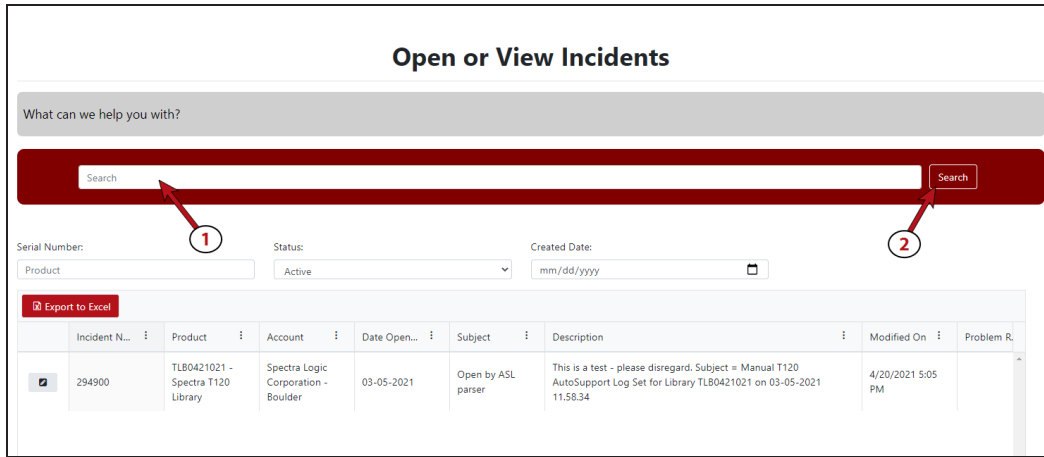 Open or View Incidents
What can we help you with?
Search
Search
1
2
Serial Number:
Status:
Created Date:
Product
Active
mm/dd/yyyy
Export to Excel
Incident N...
Product
Account
Date Open...
Subject
Description
Modified On
Problem R.
294900
TLB0421021 -
Spectra T120
Library
Spectra Logic
Corporation -
Boulder
03-05-2021
Open by ASL
parser
This is a test - please disregard. Subject = Manual T120
AutoSupport Log Set for Library TLB0421021 on 03-05-2021
11.58.34
4/20/2021 5:05
PM